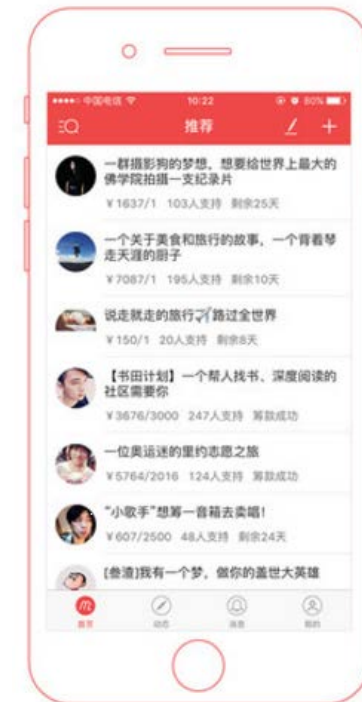 中国电信 10:22 80%
推荐
一群摄影狗的梦想，想要给世界上最大的
佛学院拍摄一支纪录片
¥1637/1 103人支持 剩余25天
一个关于美食和旅行的故事，一个背着琴
走天涯的厨子
¥7087/1 195人支持 剩余10天
说走就走的旅行✈️路过全世界
¥150/1 20人支持 剩余8天
【书田计划】一个帮人找书、深度阅读的
社区需要你
¥3676/3000 247人支持 筹款成功
一位奥运迷的里约志愿之旅
¥5764/2016 124人支持 筹款成功
“小歌手”想筹一音箱去卖唱！
¥607/2500 48人支持 剩余24天
[叁渣]我有一个梦，做你的盖世大英雄
首页 动态 消息 我的